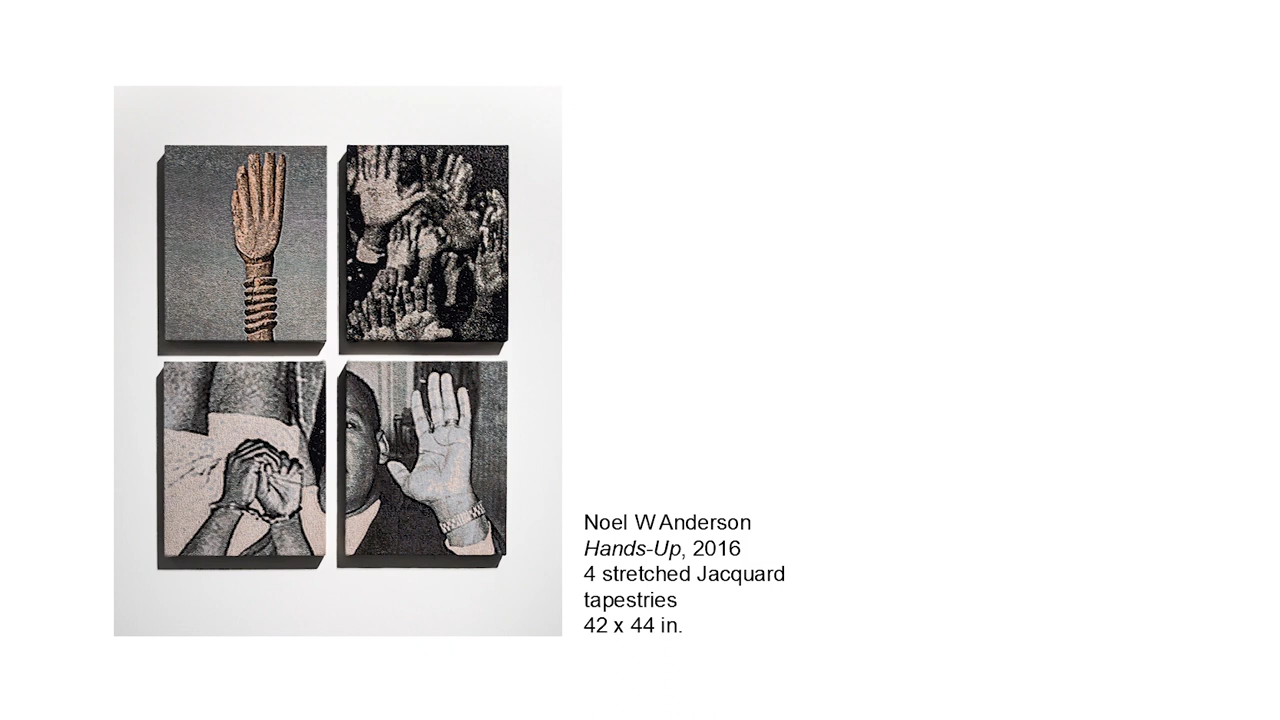 Noel W Anderson
Hands-Up, 2016
4 stretched Jacquard
tapestries
42 x 44 in.